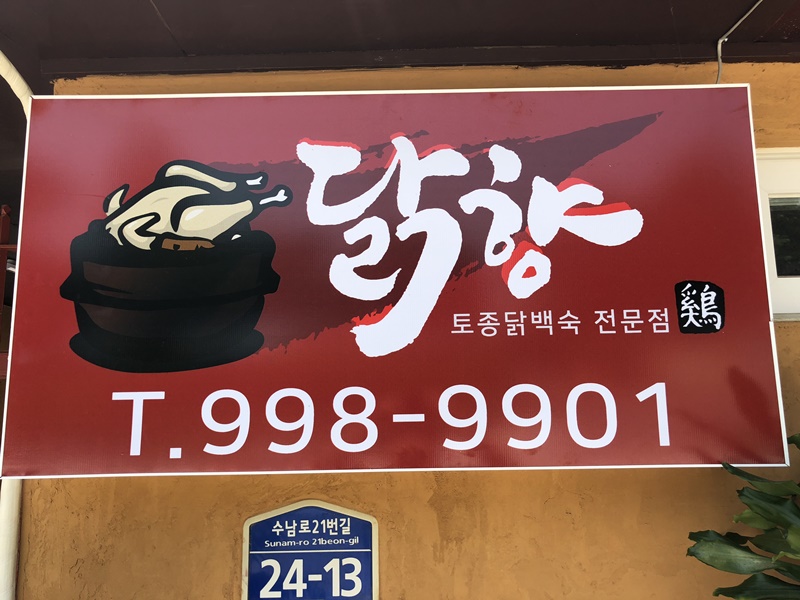 닭향
토종닭백숙 전문점 鷄
T.998-9901
수남로21번길
Sunam-ro 21beon-gil
24-13